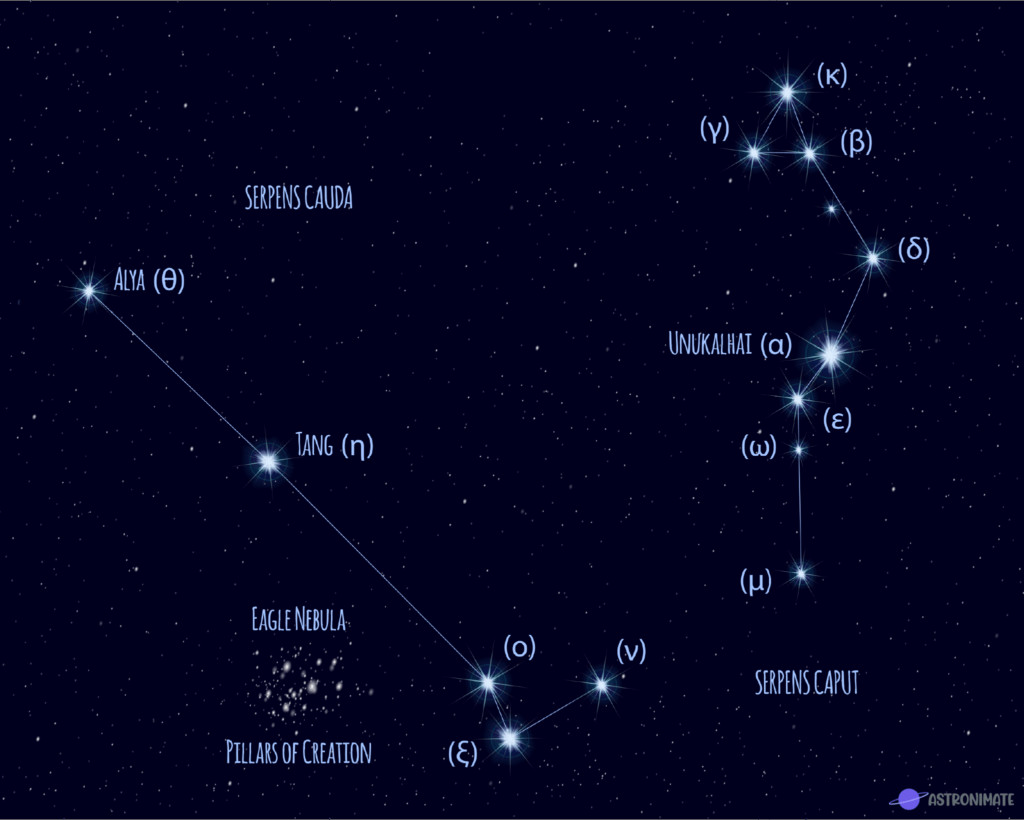 (κ)
(γ)
(β)
SERPENS CAUDA
(δ)
ALYA (θ)
UNUKALHAI (α)
(ε)
TANG (η)
(ω)
(μ)
EAGLE NEBULA
(ο)
(ν)
SERPENS CAPUT
PILLARS OF CREATION
(ξ)
ASTRONIMATE